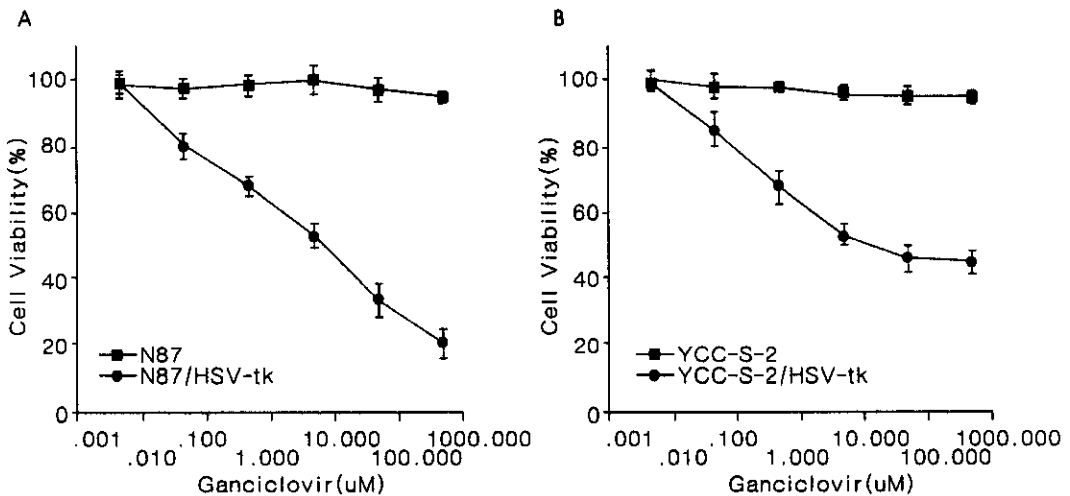 A
Cell Viability(%)
100
80
60
40
20
0
N87
N87/HSV-tk
.001
.100
10.000
1000.000
.010
1.000
100.000
Ganciclovir(uM)
B
Cell Viability(%)
100
80
60
40
20
0
YCC-S-2
YCC-S-2/HSV-tk
.001
.100
10.000
1000.000
.010
1.000
100.000
Ganciclovir(uM)